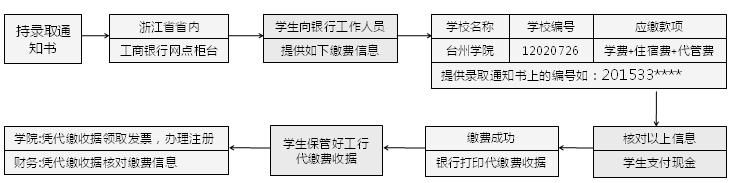 持录取通
知书
浙江省省内
工商银行网点柜台
学生向银行工作人员
提供如下缴费信息
学校名称 学校编号 应缴款项
台州学院 12020726 学费+住宿费+代管费
提供录取通知书上的编号如：201533****
核对以上信息
学生支付现金
缴费成功
银行打印代缴费收据
学生保管好工行
代缴费收据
学院:凭代缴收据领取发票，办理注册
财务:凭代缴收据核对缴费信息